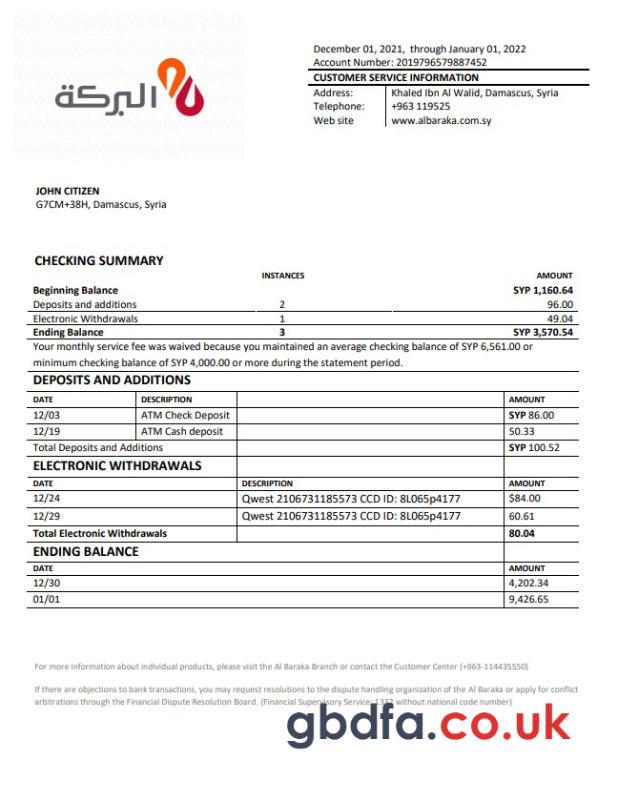 December 01, 2021, through January 01, 2022
Account Number: 2019796579887452
CUSTOMER SERVICE INFORMATION
Address: Khaled Ibn Al Walid, Damascus, Syria
Telephone: +963 119525
Web site www.albaraka.com.sy
البركة
JOHN CITIZEN
G7CM+38H, Damascus, Syria
CHECKING SUMMARY
INSTANCES AMOUNT
Beginning Balance SYP 1,160.64
Deposits and additions 2 96.00
Electronic Withdrawals 1 49.04
Ending Balance 3 SYP 3,570.54
Your monthly service fee was waived because you maintained an average checking balance of SYP 6,561.00 or
minimum checking balance of SYP 4,000.00 or more during the statement period.
DEPOSITS AND ADDITIONS
DATE DESCRIPTION AMOUNT
12/03 ATM Check Deposit SYP 86.00
12/19 ATM Cash deposit 50.33
Total Deposits and Additions SYP 100.52
ELECTRONIC WITHDRAWALS
DATE DESCRIPTION AMOUNT
12/24 Qwest 2106731185573 CCD ID: 8L065p4177 $84.00
12/29 Qwest 2106731185573 CCD ID: 8L065p4177 60.61
Total Electronic Withdrawals 80.04
ENDING BALANCE
DATE AMOUNT
12/30 4,202.34
01/01 9,426.65
For more information about individual products, please visit the Al Baraka Branch or contact the Customer Center (+963-114435550)
If there are objections to bank transactions, you may request resolutions to the dispute handling organization of the Al Baraka or apply for conflict
arbitrations through the Financial Dispute Resolution Board. (Financial Supervisory Service: 1332 without national code number)
gbdfa.co.uk